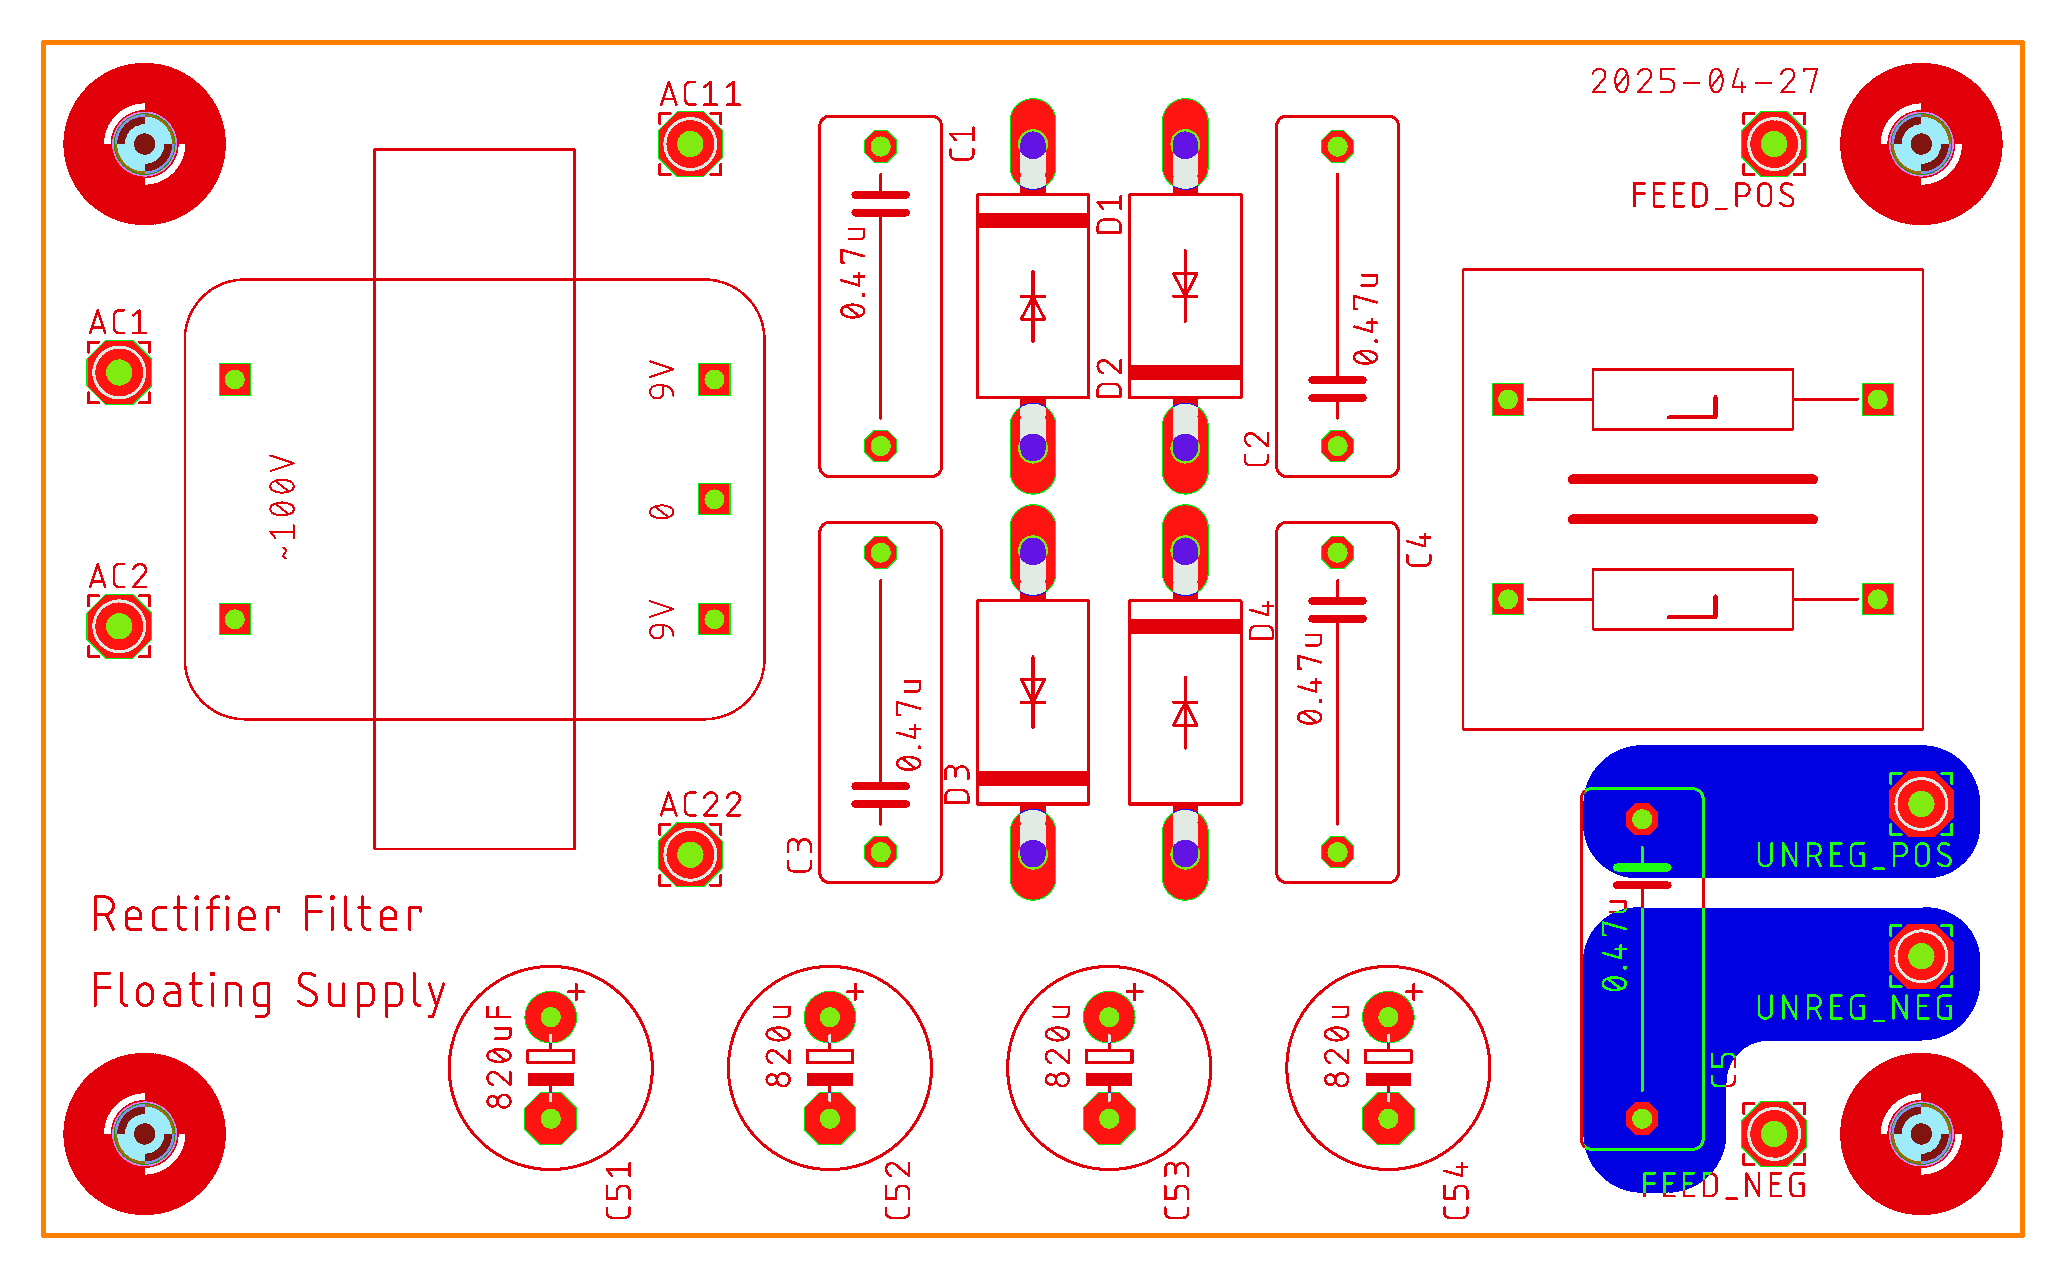 AC11
2025-04-27
C1
FEED_POS
D1
0.47u
0.47u
AC1
9V
D2
C2
~100V
0
C4
AC2
9V
D4
0.47u
0.47u
D3
AC22
C3
UNREG_POS
Rectifier Filter
0.47u
Floating Supply
+
+
+
+
UNREG_NEG
820uF
820u
820u
820u
C5
C51
C52
C53
C54
FEED_NEG